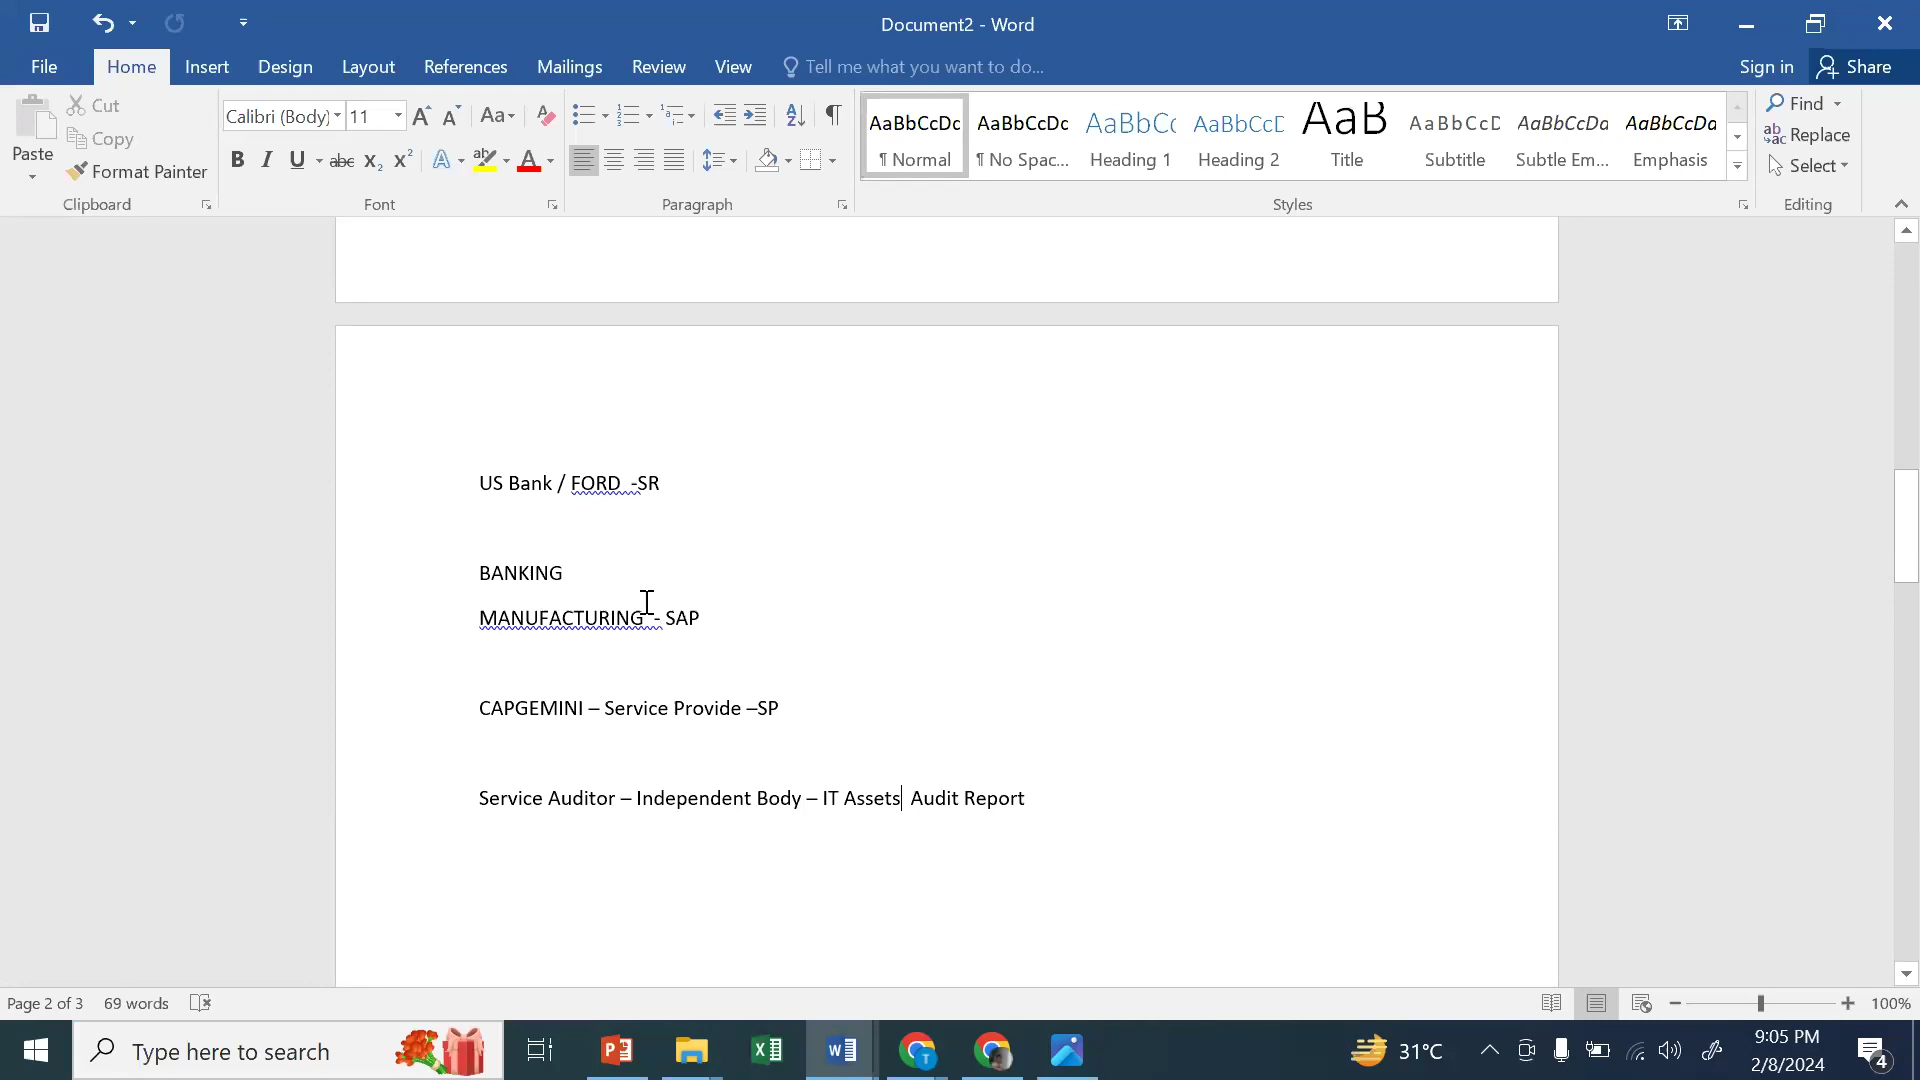 Document2 - Word
File Home Insert Design Layout References Mailings Review View Tell me what you want to do... Sign in Share
Paste Cut Copy Format Painter Clipboard
Calibri (Body) 11 Aa Font
Paragraph
AaBbCcDc AaBbCcDc AaBbCc AaBbCcD AaB AaBbCcD AaBbCcDa AaBbCcDa
¶ Normal ¶ No Spac... Heading 1 Heading 2 Title Subtitle Subtle Em... Emphasis
Styles
Find Replace Select Editing
US Bank / FORD -SR
BANKING
MANUFACTURING - SAP
CAPGEMINI – Service Provide –SP
Service Auditor – Independent Body – IT Assets Audit Report
Page 2 of 3 69 words 100%
Type here to search 31°C 9:05 PM
2/8/2024 4